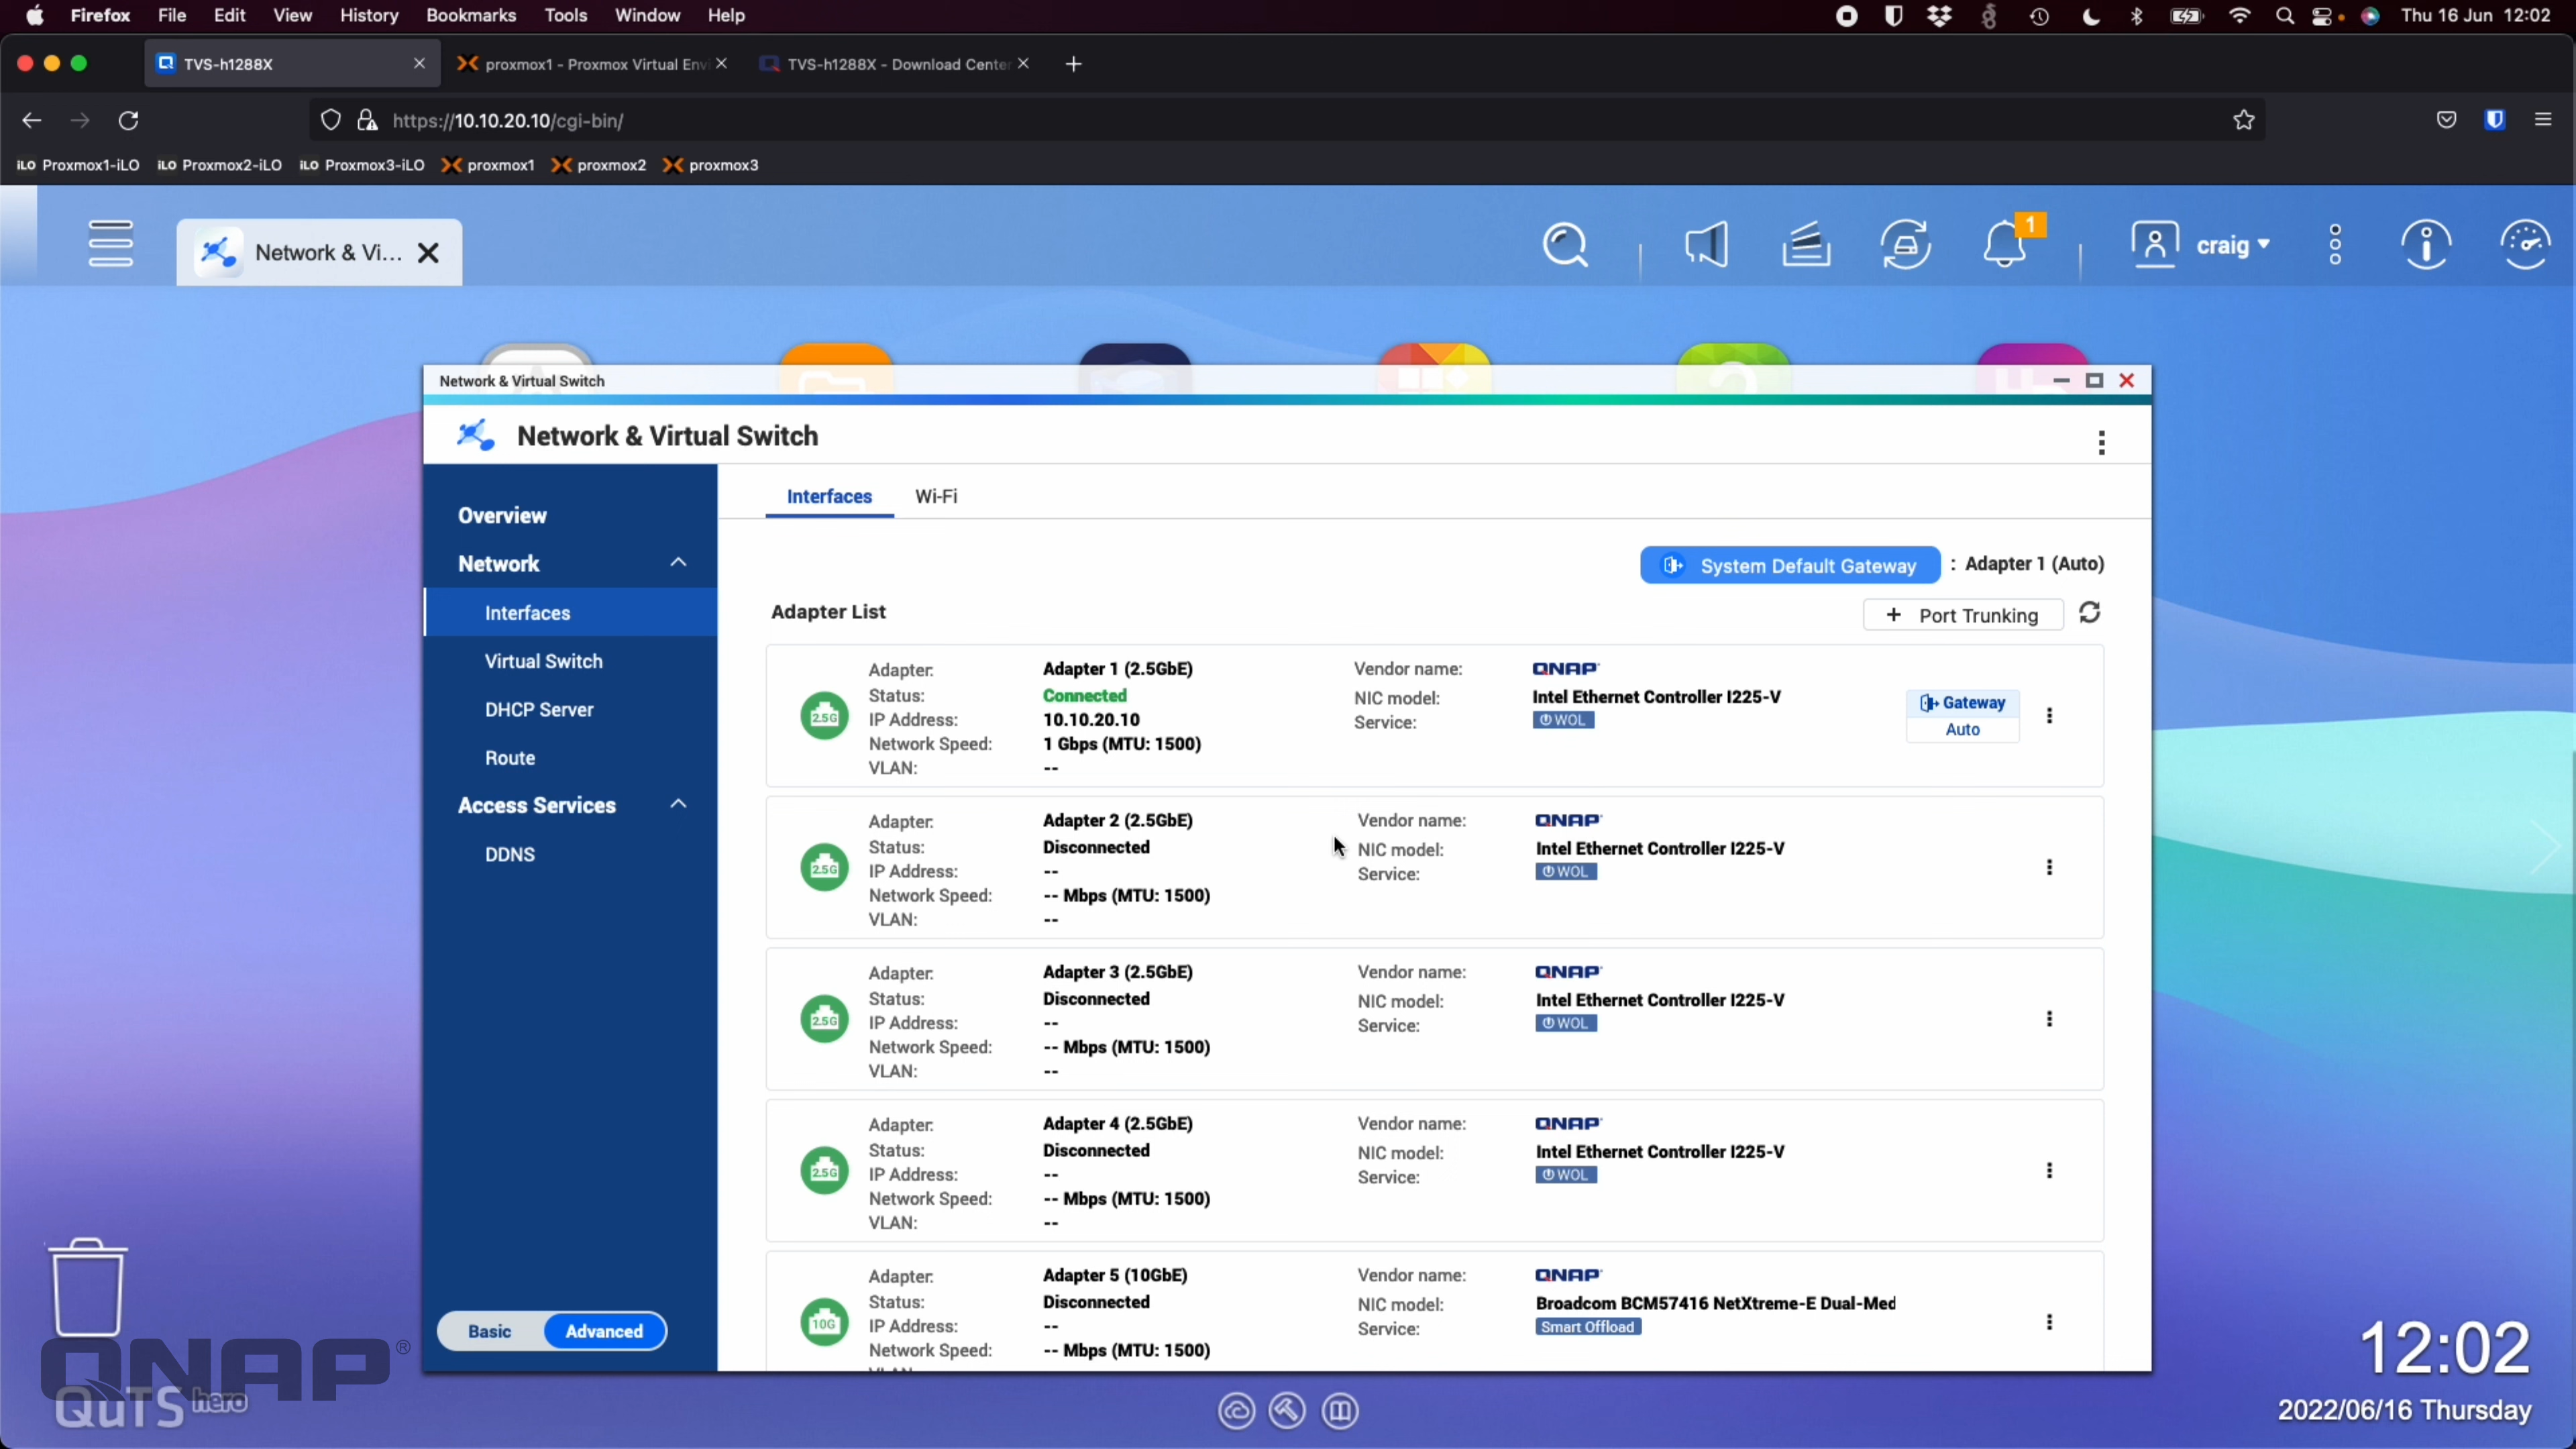 Firefox File Edit View History Bookmarks Tools Window Help Thu 16 Jun 12:02
TVS-h1288X proxmox1 - Proxmox Virtual Envi TVS-h1288X - Download Center
https://10.10.20.10/cgi-bin/
iLO Proxmox1-iLO iLO Proxmox2-iLO iLO Proxmox3-iLO proxmox1 proxmox2 proxmox3
Network & Vi... 1 craig
Network & Virtual Switch
Network & Virtual Switch
Overview
Network
Interfaces
Virtual Switch
DHCP Server
Route
Access Services
DDNS
Basic Advanced
Interfaces Wi-Fi
System Default Gateway : Adapter 1 (Auto)
Adapter List + Port Trunking
2.5G
Adapter: Adapter 1 (2.5GbE) Vendor name: QNAP
Status: Connected NIC model: Intel Ethernet Controller I225-V
IP Address: 10.10.20.10 Service: WOL
Network Speed: 1 Gbps (MTU: 1500)
VLAN: --
Gateway
Auto
2.5G
Adapter: Adapter 2 (2.5GbE) Vendor name: QNAP
Status: Disconnected NIC model: Intel Ethernet Controller I225-V
IP Address: -- Service: WOL
Network Speed: -- Mbps (MTU: 1500)
VLAN: --
2.5G
Adapter: Adapter 3 (2.5GbE) Vendor name: QNAP
Status: Disconnected NIC model: Intel Ethernet Controller I225-V
IP Address: -- Service: WOL
Network Speed: -- Mbps (MTU: 1500)
VLAN: --
2.5G
Adapter: Adapter 4 (2.5GbE) Vendor name: QNAP
Status: Disconnected NIC model: Intel Ethernet Controller I225-V
IP Address: -- Service: WOL
Network Speed: -- Mbps (MTU: 1500)
VLAN: --
10G
Adapter: Adapter 5 (10GbE) Vendor name: QNAP
Status: Disconnected NIC model: Broadcom BCM57416 NetXtreme-E Dual-Med
IP Address: -- Service: Smart Offload
Network Speed: -- Mbps (MTU: 1500)
QNAP®
QuTS hero
12:02
2022/06/16 Thursday